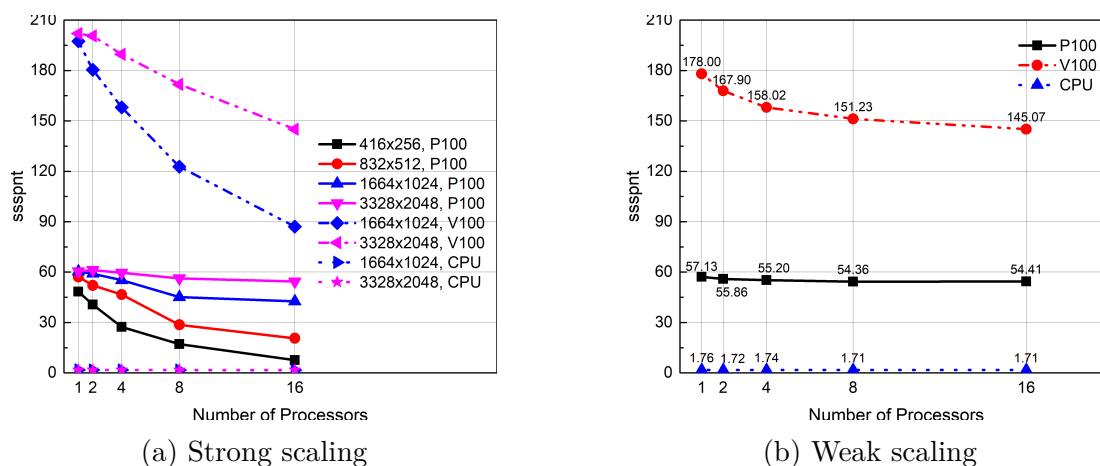 210
180
150
120
90
60
30
0
ssspnt
416x256, P100
832x512, P100
1664x1024, P100
3328x2048, P100
1664x1024, V100
3328x2048, V100
1664x1024, CPU
3328x2048, CPU
1 2 4 8 16
Number of Processors
(a) Strong scaling
210
180
150
120
90
60
30
0
ssspnt
P100
V100
CPU
178.00
167.90
158.02
151.23
145.07
57.13
55.86
55.20
54.36
54.41
1.76
1.72
1.74
1.71
1.71
1 2 4 8 16
Number of Processors
(b) Weak scaling